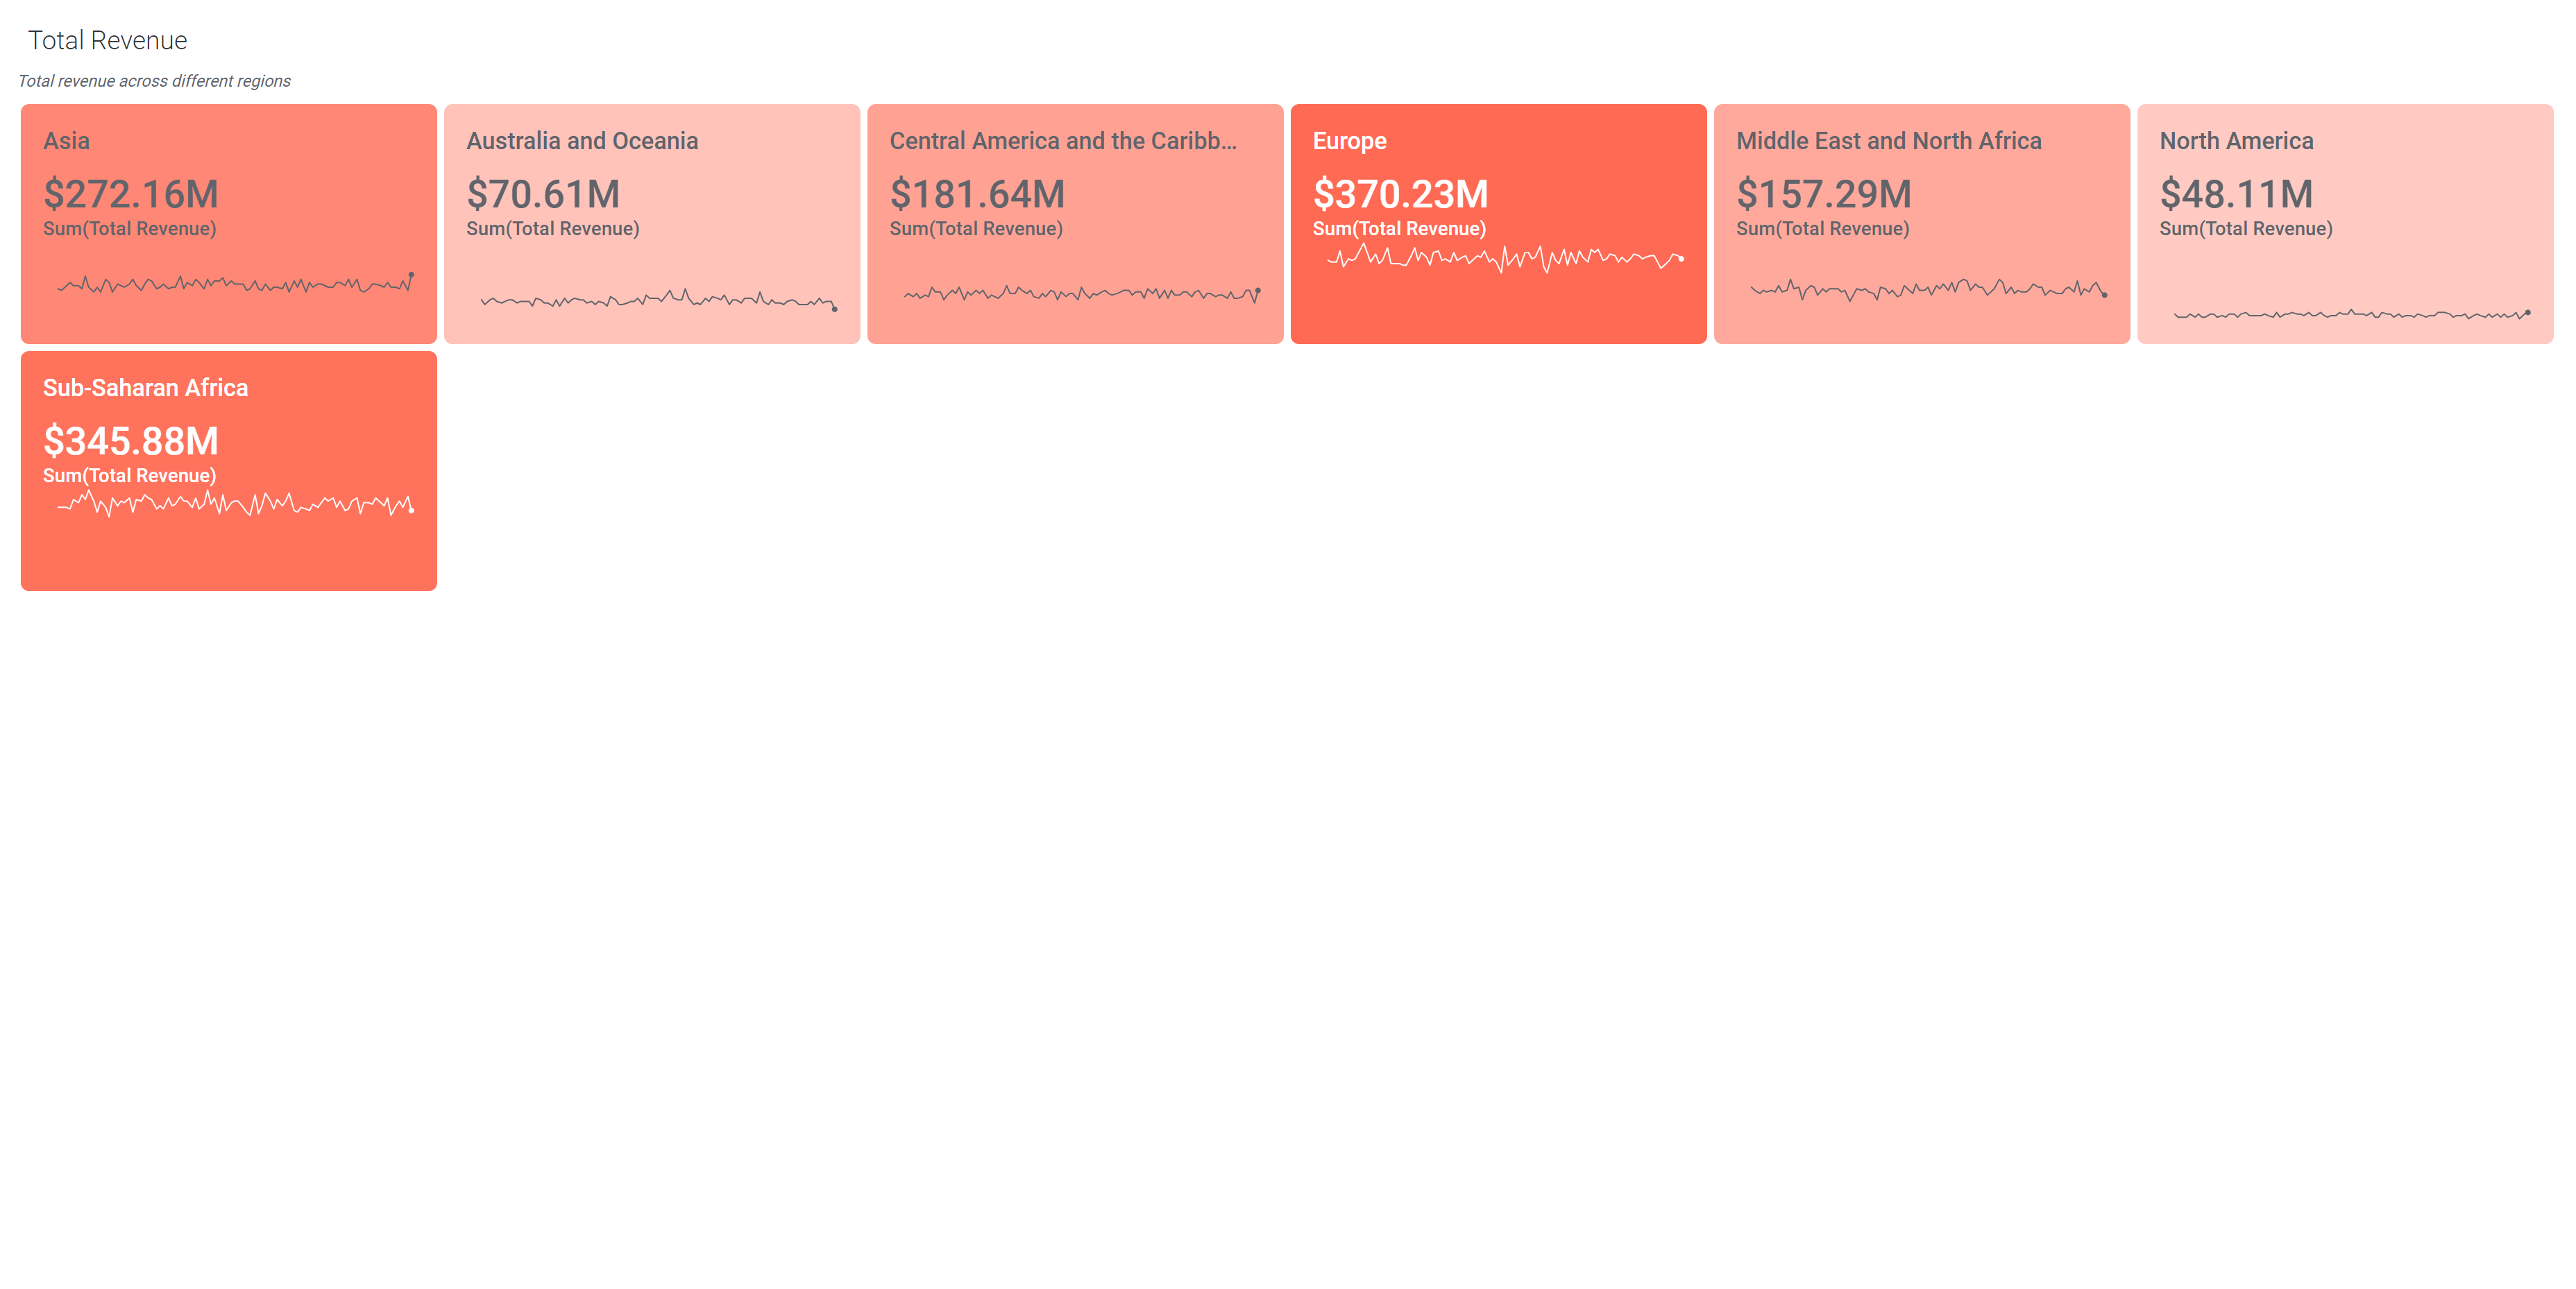 Total Revenue
Total revenue across different regions
Asia
$272.16M
Sum(Total Revenue)
Australia and Oceania
$70.61M
Sum(Total Revenue)
Central America and the Caribb...
$181.64M
Sum(Total Revenue)
Europe
$370.23M
Sum(Total Revenue)
Middle East and North Africa
$157.29M
Sum(Total Revenue)
North America
$48.11M
Sum(Total Revenue)
Sub-Saharan Africa
$345.88M
Sum(Total Revenue)